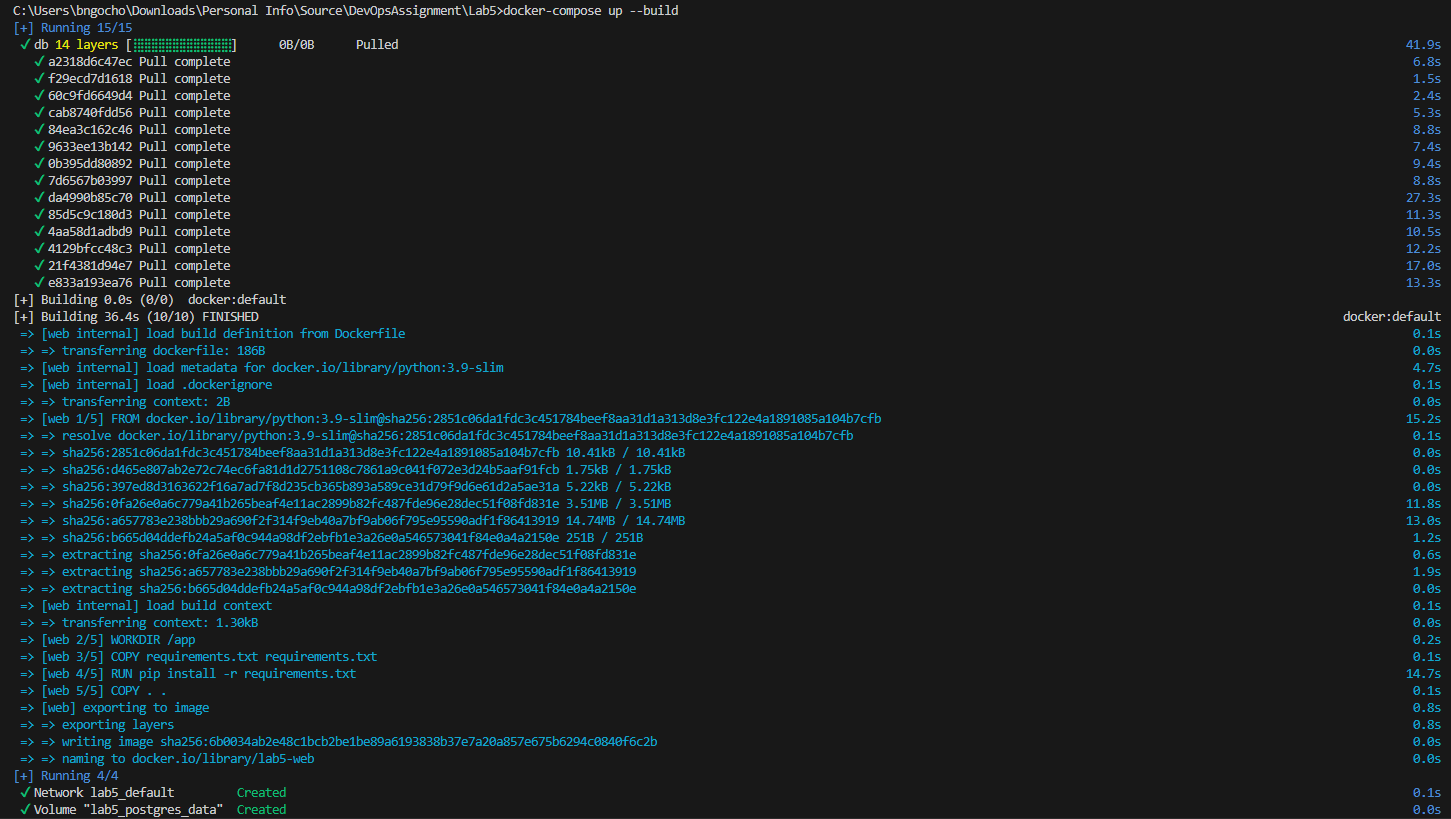 C:\Users\bngocho\Downloads\Personal Info\Source\DevOpsAssignment\Lab5>docker-compose up --build
[+] Running 15/15
✔ db 14 layers [⣿⣿⣿⣿⣿⣿⣿⣿⣿⣿⣿⣿⣿⣿] 0B/0B Pulled 41.9s
✔ a2318d6c47ec Pull complete 6.8s
✔ f29ecd7d1618 Pull complete 1.5s
✔ 60c9fd6649d4 Pull complete 2.4s
✔ cab8740fdd56 Pull complete 5.3s
✔ 84ea3c162c46 Pull complete 8.8s
✔ 9633ee13b142 Pull complete 7.4s
✔ 0b395dd80892 Pull complete 9.4s
✔ 7d6567b03997 Pull complete 8.8s
✔ da4990b85c70 Pull complete 27.3s
✔ 85d5c9c180d3 Pull complete 11.3s
✔ 4aa58d1adbd9 Pull complete 10.5s
✔ 4129bfcc48c3 Pull complete 12.2s
✔ 21f4381d94e7 Pull complete 17.0s
✔ e833a193ea76 Pull complete 13.3s
[+] Building 0.0s (0/0) docker:default
[+] Building 36.4s (10/10) FINISHED docker:default
=> [web internal] load build definition from Dockerfile 0.1s
=> => transferring dockerfile: 186B 0.0s
=> [web internal] load metadata for docker.io/library/python:3.9-slim 4.7s
=> [web internal] load .dockerignore 0.1s
=> => transferring context: 2B 0.0s
=> [web 1/5] FROM docker.io/library/python:3.9-slim@sha256:2851c06da1fdc3c451784beef8aa31d1a313d8e3fc122e4a1891085a104b7cfb 15.2s
=> => resolve docker.io/library/python:3.9-slim@sha256:2851c06da1fdc3c451784beef8aa31d1a313d8e3fc122e4a1891085a104b7cfb 0.1s
=> => sha256:2851c06da1fdc3c451784beef8aa31d1a313d8e3fc122e4a1891085a104b7cfb 10.41kB / 10.41kB 0.0s
=> => sha256:d465e807ab2e72c74ec6fa81d1d2751108c7861a9c041f072e3d24b5aaf91fcb 1.75kB / 1.75kB 0.0s
=> => sha256:397ed8d3163622f16a7ad7f8d235cb365b893a589ce31d79f9d6e61d2a5ae31a 5.22kB / 5.22kB 0.0s
=> => sha256:0fa26e0a6c779a41b265beaf4e11ac2899b82fc487fde96e28dec51f08fd831e 3.51MB / 3.51MB 11.8s
=> => sha256:a657783e238bbb29a690f2f314f9eb40a7bf9ab06f795e95590adf1f86413919 14.74MB / 14.74MB 13.0s
=> => sha256:b665d04ddefb24a5af0c944a98df2ebfb1e3a26e0a546573041f84e0a4a2150e 251B / 251B 1.2s
=> => extracting sha256:0fa26e0a6c779a41b265beaf4e11ac2899b82fc487fde96e28dec51f08fd831e 0.6s
=> => extracting sha256:a657783e238bbb29a690f2f314f9eb40a7bf9ab06f795e95590adf1f86413919 1.9s
=> => extracting sha256:b665d04ddefb24a5af0c944a98df2ebfb1e3a26e0a546573041f84e0a4a2150e 0.0s
=> [web internal] load build context 0.1s
=> => transferring context: 1.30kB 0.0s
=> [web 2/5] WORKDIR /app 0.2s
=> [web 3/5] COPY requirements.txt requirements.txt 0.1s
=> [web 4/5] RUN pip install -r requirements.txt 14.7s
=> [web 5/5] COPY . . 0.1s
=> [web] exporting to image 0.8s
=> => exporting layers 0.8s
=> => writing image sha256:6b0034ab2e48c1bcb2be1be89a6193838b37e7a20a857e675b6294c0840f6c2b 0.0s
=> => naming to docker.io/library/lab5-web 0.0s
[+] Running 4/4
✔ Network lab5_default Created 0.1s
✔ Volume "lab5_postgres_data" Created 0.0s